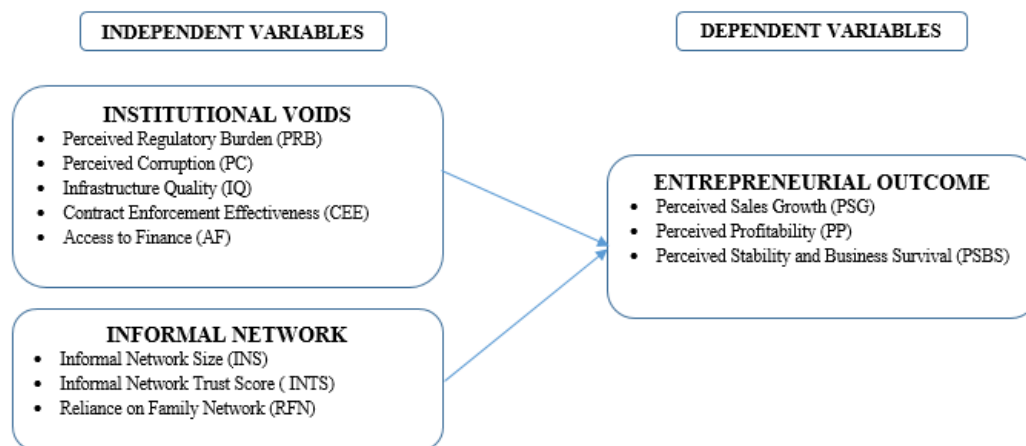 INDEPENDENT VARIABLES
DEPENDENT VARIABLES
INSTITUTIONAL VOIDS
• Perceived Regulatory Burden (PRB)
• Perceived Corruption (PC)
• Infrastructure Quality (IQ)
• Contract Enforcement Effectiveness (CEE)
• Access to Finance (AF)
ENTREPRENEURIAL OUTCOME
• Perceived Sales Growth (PSG)
• Perceived Profitability (PP)
• Perceived Stability and Business Survival (PSBS)
INFORMAL NETWORK
• Informal Network Size (INS)
• Informal Network Trust Score ( INTS)
• Reliance on Family Network (RFN)